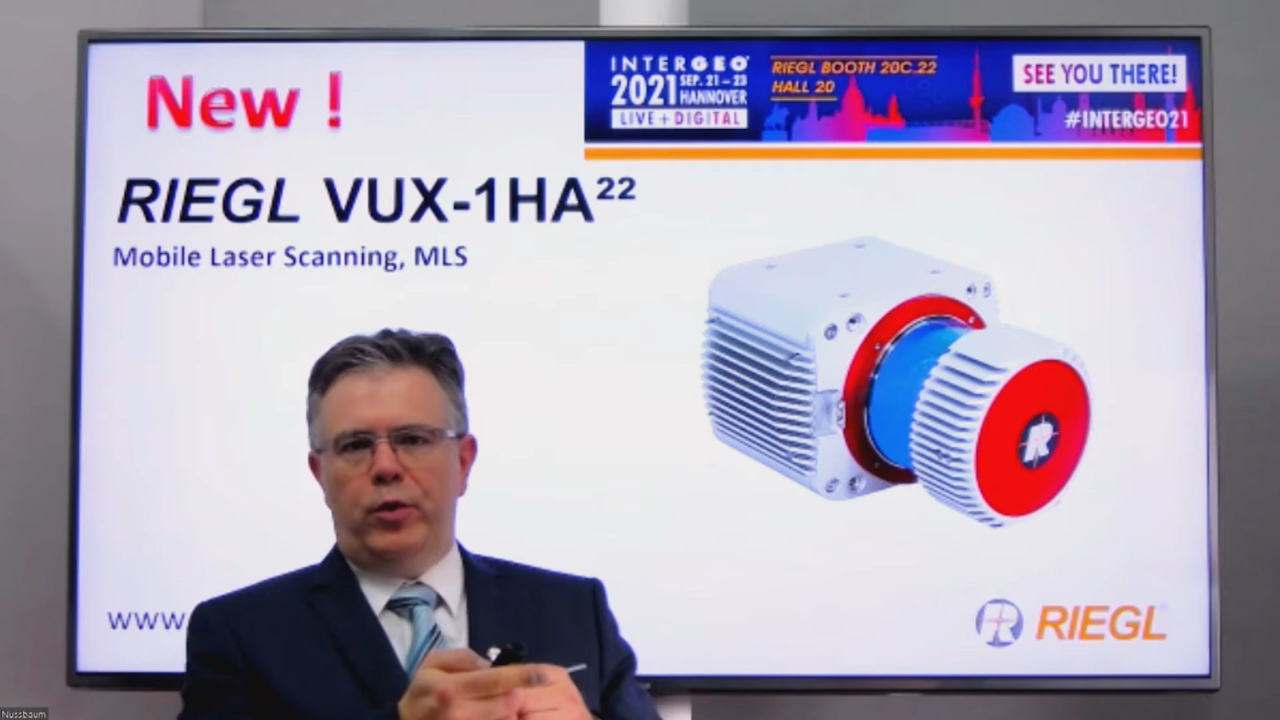 New !
INTERGEO
2021 SEP. 21 – 23 HANNOVER
LIVE + DIGITAL
RIEGL BOOTH 20C.22
HALL 20
SEE YOU THERE!
#INTERGEO21
RIEGL VUX-1HA²²
Mobile Laser Scanning, MLS
R
www
R RIEGL
Nussbaum